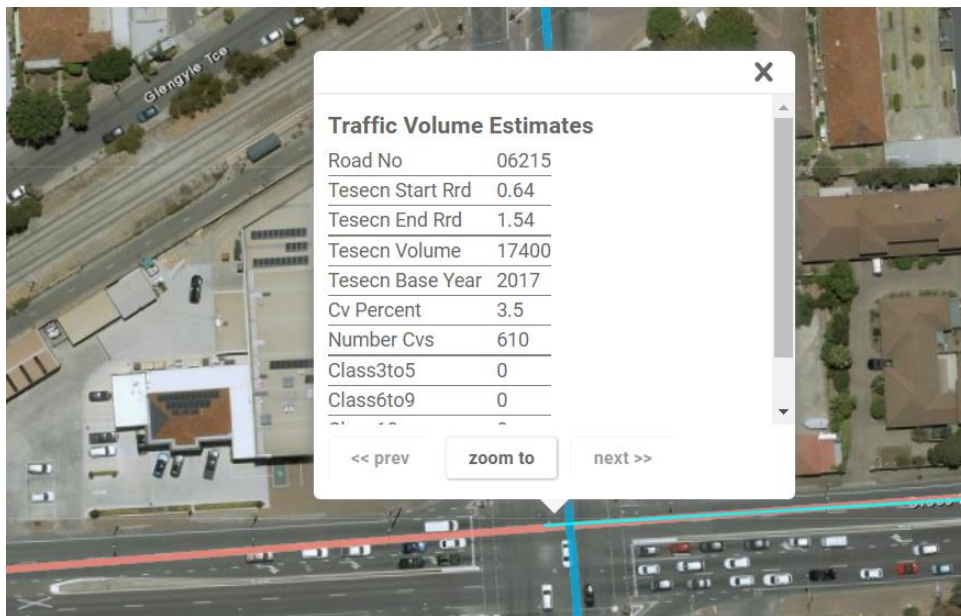 Glengyle Tce
Traffic Volume Estimates
Road No 06215
Tesecn Start Rrd 0.64
Tesecn End Rrd 1.54
Tesecn Volume 17400
Tesecn Base Year 2017
Cv Percent 3.5
Number Cvs 610
Class3to5 0
Class6to9 0
<< prev zoom to next >>